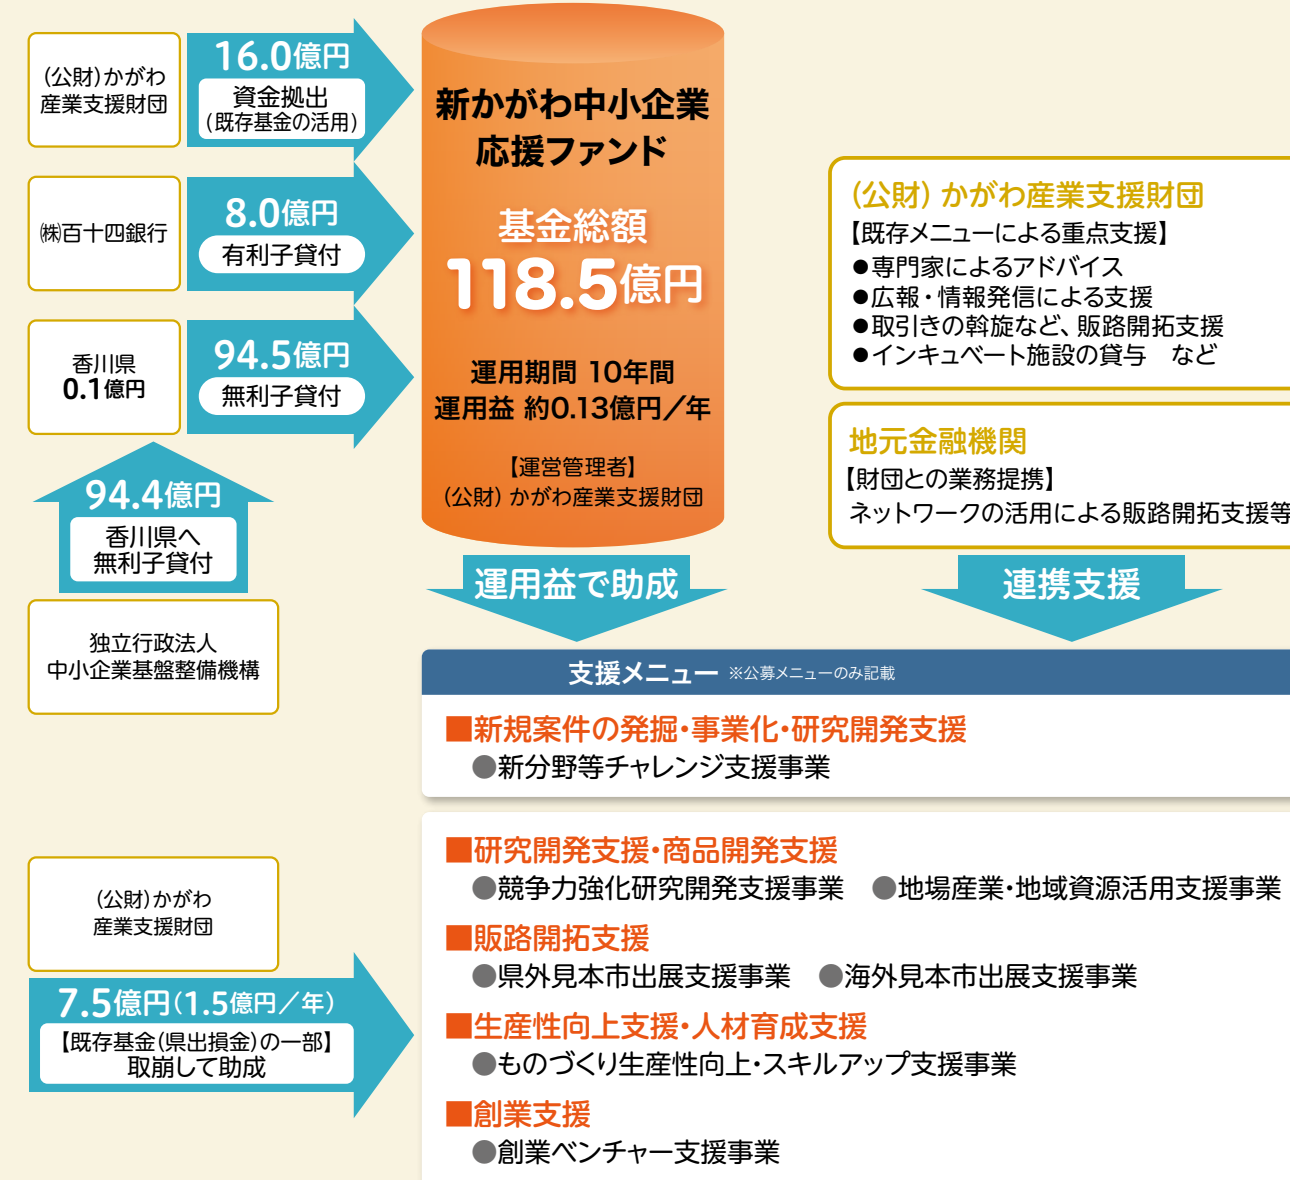 (公財)かがわ
産業支援財団
16.0億円
資金拠出
(既存基金の活用)
㈱百十四銀行
8.0億円
有利子貸付
香川県
0.1億円
94.5億円
無利子貸付
94.4億円
香川県へ
無利子貸付
独立行政法人
中小企業基盤整備機構
新かがわ中小企業
応援ファンド
基金総額
118.5億円
運用期間 10年間
運用益 約0.13億円／年
【運営管理者】
(公財) かがわ産業支援財団
(公財) かがわ産業支援財団
【既存メニューによる重点支援】
●専門家によるアドバイス
●広報・情報発信による支援
●取引きの斡旋など、販路開拓支援
●インキュベート施設の貸与　など
地元金融機関
【財団との業務提携】
ネットワークの活用による販路開拓支援等
運用益で助成
連携支援
支援メニュー ※公募メニューのみ記載
■新規案件の発掘・事業化・研究開発支援
●新分野等チャレンジ支援事業
(公財)かがわ
産業支援財団
7.5億円(1.5億円／年)
【既存基金(県出損金)の一部】
取崩して助成
■研究開発支援・商品開発支援
●競争力強化研究開発支援事業　●地場産業・地域資源活用支援事業
■販路開拓支援
●県外見本市出展支援事業　●海外見本市出展支援事業
■生産性向上支援・人材育成支援
●ものづくり生産性向上・スキルアップ支援事業
■創業支援
●創業ベンチャー支援事業